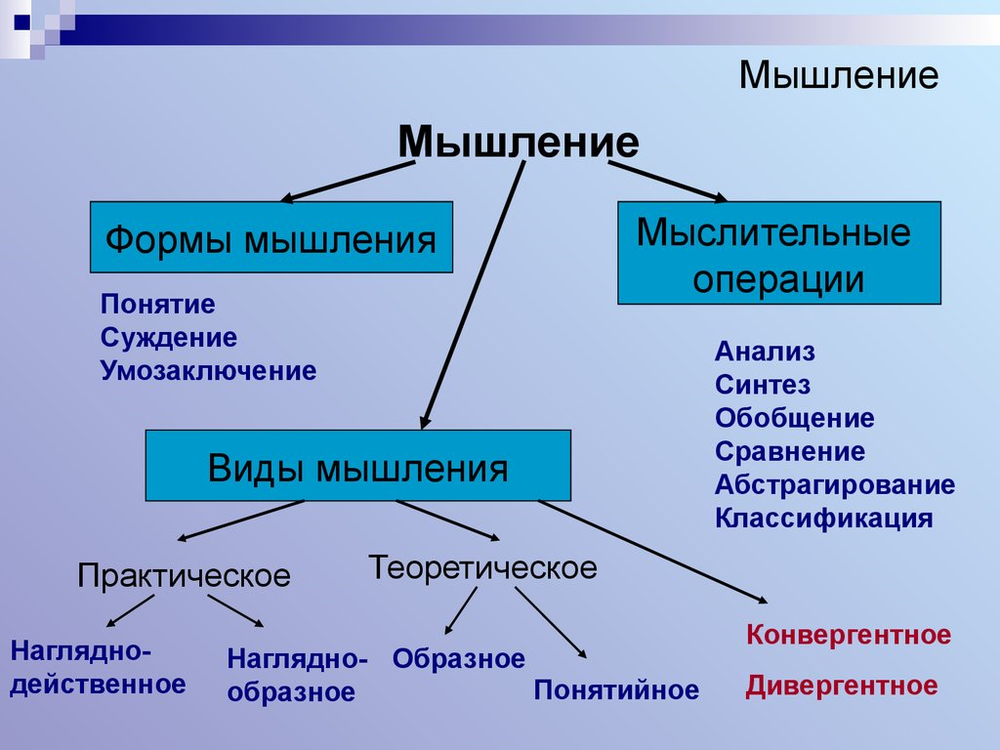 Мышление
Мышление
Формы мышления
Мыслительные
операции
Понятие
Суждение
Умозаключение
Анализ
Синтез
Обобщение
Сравнение
Абстрагирование
Классификация
Виды мышления
Практическое
Теоретическое
Наглядно-
действенное
Наглядно-
образное
Образное
Понятийное
Конвергентное
Дивергентное